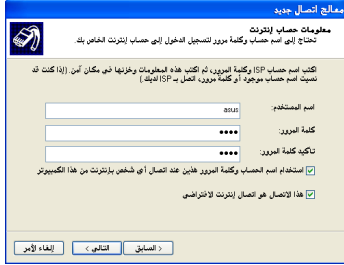 معالج اتصال جديد
معلومات حساب إنترنت
تحتاج إلى اسم حساب وكلمة مرور لتسجيل الدخول إلى حساب إنترنت الخاص بك.
اكتب اسم حساب ISP وكلمة المرور، ثم اكتب هذه المعلومات وخزنها في مكان آمن. (إذا كنت قد
نسيت اسم حساب موجود أو كلمة مرور، اتصل بـ ISP لديك.)
اسم المستخدم: asus
كلمة المرور: ••••
تأكيد كلمة المرور: ••••
استخدام اسم الحساب وكلمة المرور هذين عند اتصال أي شخص بإنترنت من هذا الكمبيوتر
هذا الاتصال هو اتصال إنترنت الافتراضي
< السابق
التالي >
إلغاء الأمر